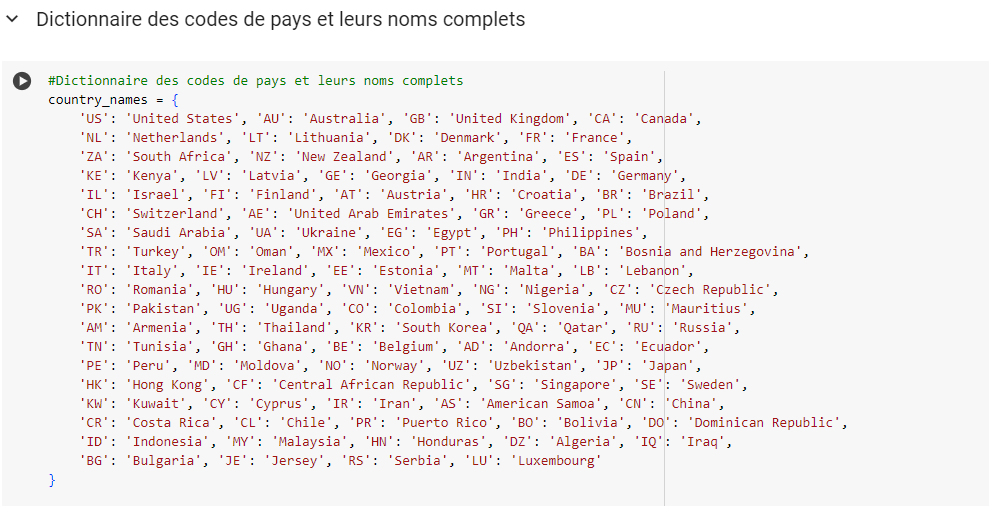 Dictionnaire des codes de pays et leurs noms complets
#Dictionnaire des codes de pays et leurs noms complets
country_names = {
    'US': 'United States', 'AU': 'Australia', 'GB': 'United Kingdom', 'CA': 'Canada',
    'NL': 'Netherlands', 'LT': 'Lithuania', 'DK': 'Denmark', 'FR': 'France',
    'ZA': 'South Africa', 'NZ': 'New Zealand', 'AR': 'Argentina', 'ES': 'Spain',
    'KE': 'Kenya', 'LV': 'Latvia', 'GE': 'Georgia', 'IN': 'India', 'DE': 'Germany',
    'IL': 'Israel', 'FI': 'Finland', 'AT': 'Austria', 'HR': 'Croatia', 'BR': 'Brazil',
    'CH': 'Switzerland', 'AE': 'United Arab Emirates', 'GR': 'Greece', 'PL': 'Poland',
    'SA': 'Saudi Arabia', 'UA': 'Ukraine', 'EG': 'Egypt', 'PH': 'Philippines',
    'TR': 'Turkey', 'OM': 'Oman', 'MX': 'Mexico', 'PT': 'Portugal', 'BA': 'Bosnia and Herzegovina',
    'IT': 'Italy', 'IE': 'Ireland', 'EE': 'Estonia', 'MT': 'Malta', 'LB': 'Lebanon',
    'RO': 'Romania', 'HU': 'Hungary', 'VN': 'Vietnam', 'NG': 'Nigeria', 'CZ': 'Czech Republic',
    'PK': 'Pakistan', 'UG': 'Uganda', 'CO': 'Colombia', 'SI': 'Slovenia', 'MU': 'Mauritius',
    'AM': 'Armenia', 'TH': 'Thailand', 'KR': 'South Korea', 'QA': 'Qatar', 'RU': 'Russia',
    'TN': 'Tunisia', 'GH': 'Ghana', 'BE': 'Belgium', 'AD': 'Andorra', 'EC': 'Ecuador',
    'PE': 'Peru', 'MD': 'Moldova', 'NO': 'Norway', 'UZ': 'Uzbekistan', 'JP': 'Japan',
    'HK': 'Hong Kong', 'CF': 'Central African Republic', 'SG': 'Singapore', 'SE': 'Sweden',
    'KW': 'Kuwait', 'CY': 'Cyprus', 'IR': 'Iran', 'AS': 'American Samoa', 'CN': 'China',
    'CR': 'Costa Rica', 'CL': 'Chile', 'PR': 'Puerto Rico', 'BO': 'Bolivia', 'DO': 'Dominican Republic',
    'ID': 'Indonesia', 'MY': 'Malaysia', 'HN': 'Honduras', 'DZ': 'Algeria', 'IQ': 'Iraq',
    'BG': 'Bulgaria', 'JE': 'Jersey', 'RS': 'Serbia', 'LU': 'Luxembourg'
}